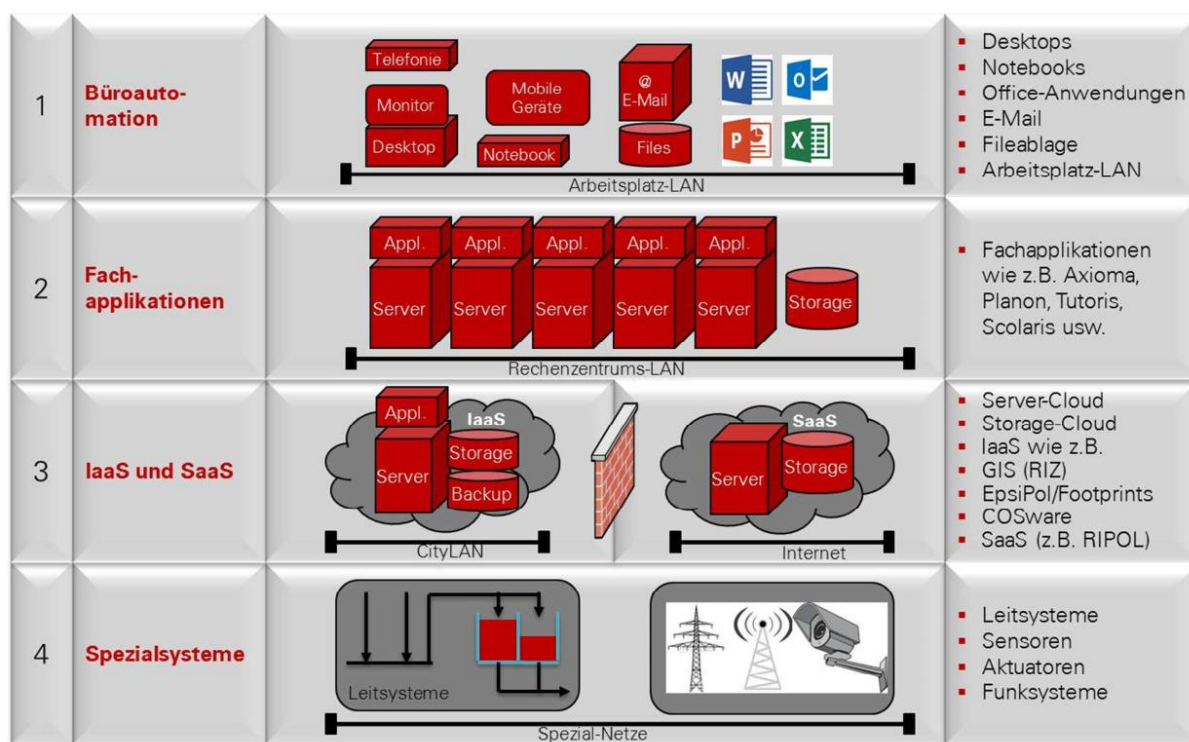 1
Büroauto-
mation
Telefonie
Monitor
Desktop
Mobile
Geräte
Notebook
@
E-Mail
Files
W
O
P
X
Arbeitsplatz-LAN
Desktops
Notebooks
Office-Anwendungen
E-Mail
Fileablage
Arbeitsplatz-LAN
2
Fach-
applikationen
Appl. Appl. Appl. Appl. Appl.
Server Server Server Server Server
Storage
Rechenzentrums-LAN
Fachapplikationen
wie z.B. Axioma,
Planon, Tutoris,
Scolaris usw.
3
IaaS und SaaS
Appl.
IaaS
Server
Storage
Backup
CityLAN
SaaS
Server
Storage
Internet
Server-Cloud
Storage-Cloud
IaaS wie z.B.
GIS (RIZ)
EpsiPol/Footprints
COSware
SaaS (z.B. RIPOL)
4
Spezialsysteme
Leitsysteme
Spezial-Netze
Leitsysteme
Sensoren
Aktuatoren
Funksysteme